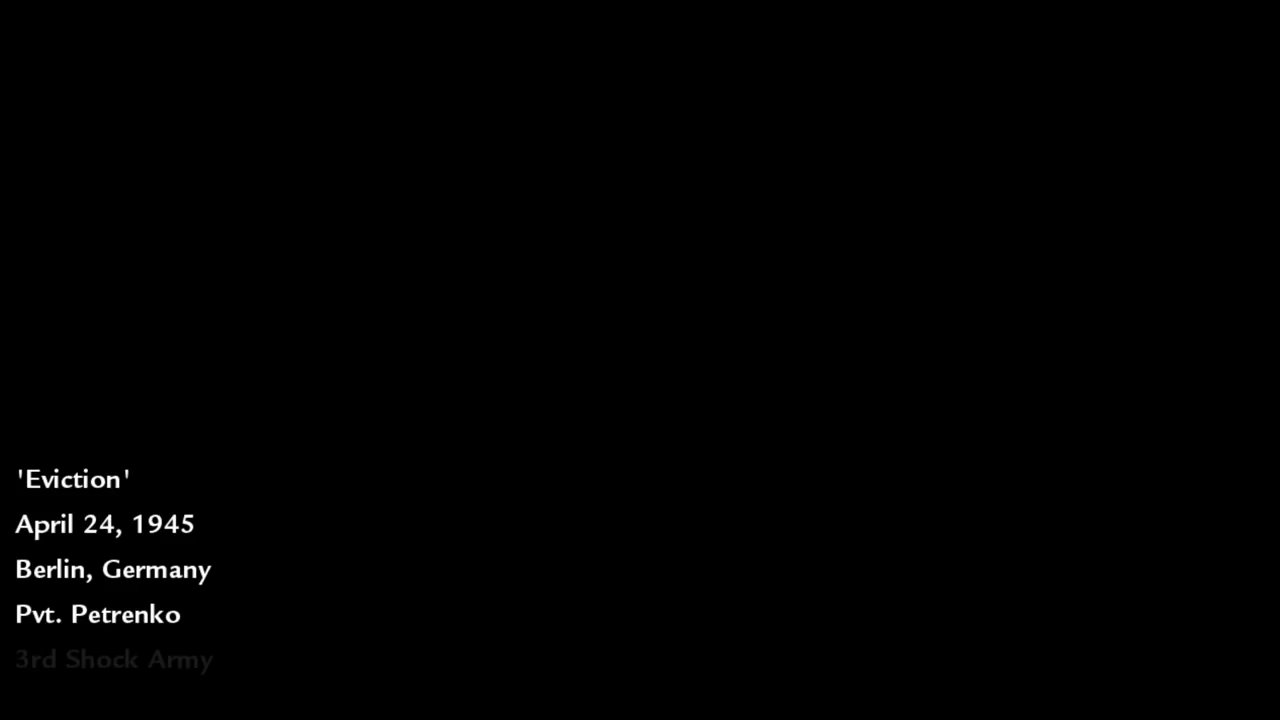 'Eviction'
April 24, 1945
Berlin, Germany
Pvt. Petrenko
3rd Shock Army